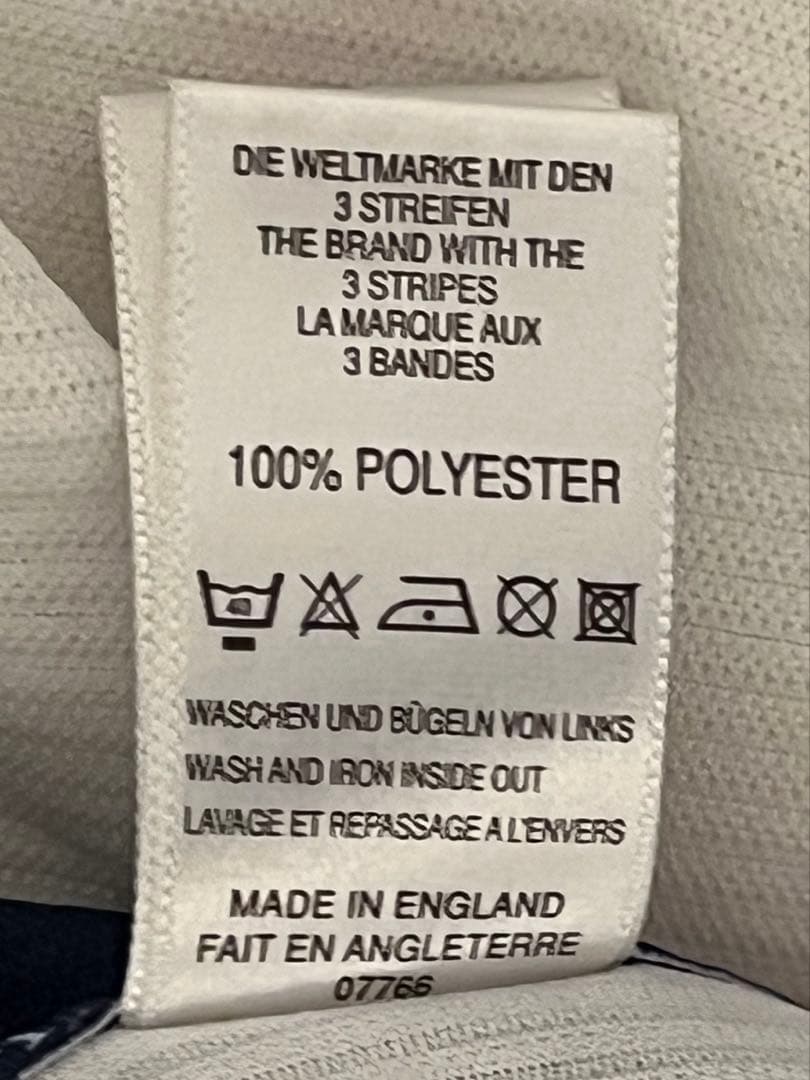 DIE WELTMARKE MIT DEN
3 STREIFEN
THE BRAND WITH THE
3 STRIPES
LA MARQUE AUX
3 BANDES
100% POLYESTER
WASCHEN UND BÜGELN VON LINKS
WASH AND IRON INSIDE OUT
LAVAGE ET REPASSAGE A L'ENVERS
MADE IN ENGLAND
FAIT EN ANGLETERRE
07766